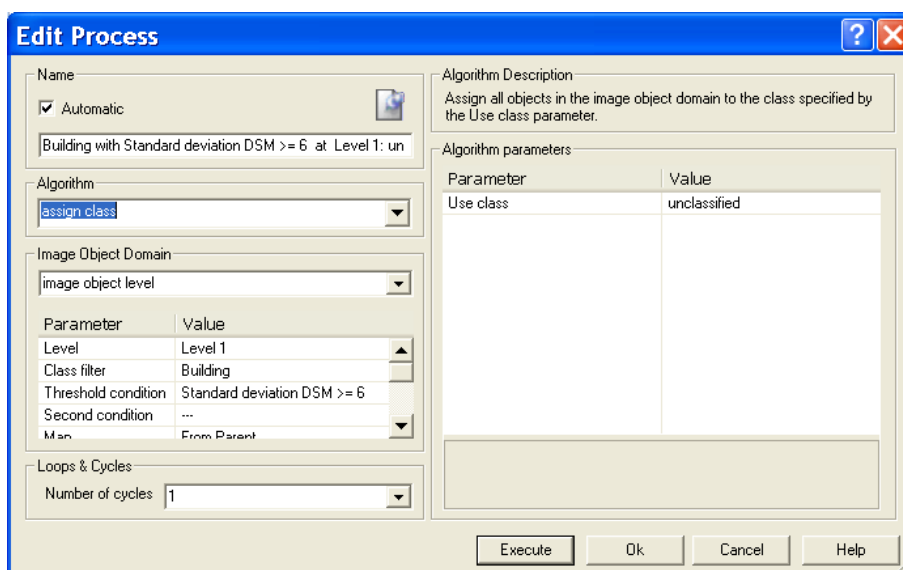 Edit Process
Name
Automatic
Building with Standard deviation DSM >= 6 at Level 1: un
Algorithm
assign class
Image Object Domain
image object level
Parameter Value
Level Level 1
Class filter Building
Threshold condition Standard deviation DSM >= 6
Second condition ---
Map From Parent
Loops & Cycles
Number of cycles 1
Algorithm Description
Assign all objects in the image object domain to the class specified by
the Use class parameter.
Algorithm parameters
Parameter Value
Use class unclassified
Execute Ok Cancel Help